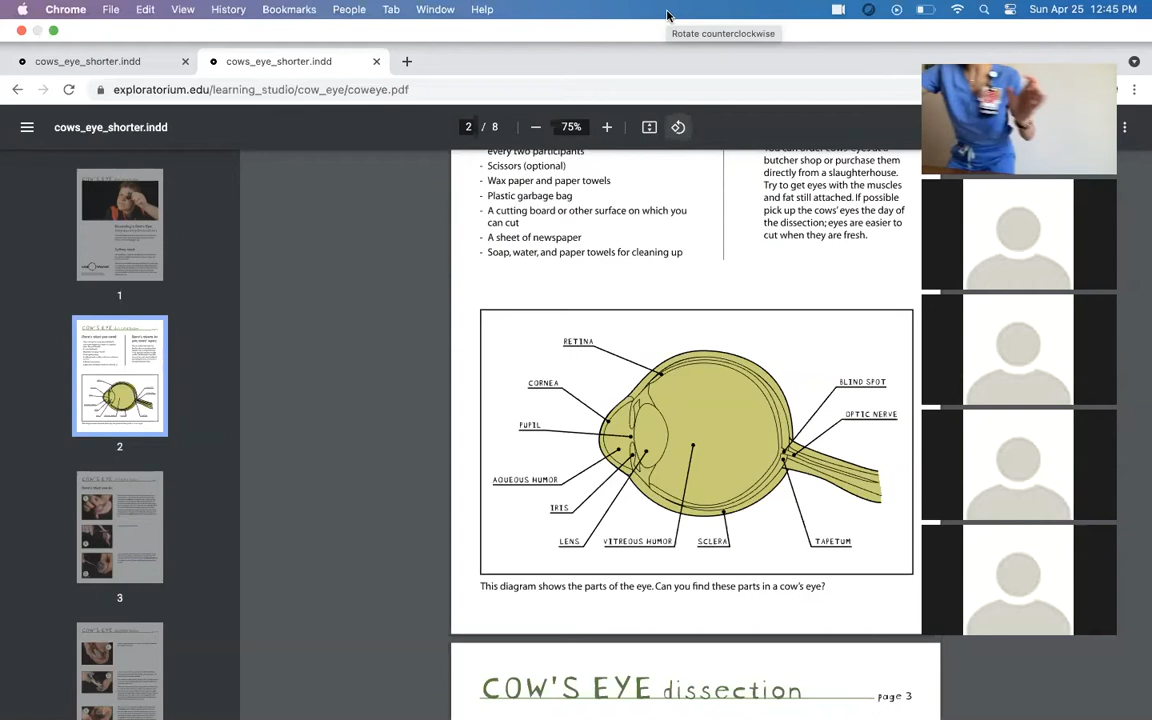 Chrome File Edit View History Bookmarks People Tab Window Help Sun Apr 25 12:45 PM
Rotate counterclockwise
cows_eye_shorter.indd cows_eye_shorter.indd
exploratorium.edu/learning_studio/cow_eye/coweye.pdf
cows_eye_shorter.indd 2 / 8 75%
every two participants
- Scissors (optional)
- Wax paper and paper towels
- Plastic garbage bag
- A cutting board or other surface on which you
can cut
- A sheet of newspaper
- Soap, water, and paper towels for cleaning up
You can order cows' eyes at a
butcher shop or purchase them
directly from a slaughterhouse.
Try to get eyes with the muscles
and fat still attached. If possible
pick up the cows' eyes the day of
the dissection; eyes are easier to
cut when they are fresh.
RETINA
CORNEA
PUPIL
AQUEOUS HUMOR
IRIS
LENS
VITREOUS HUMOR
SCLERA
BLIND SPOT
OPTIC NERVE
TAPETUM
This diagram shows the parts of the eye. Can you find these parts in a cow's eye?
COW'S EYE dissection page 3
1
2
3